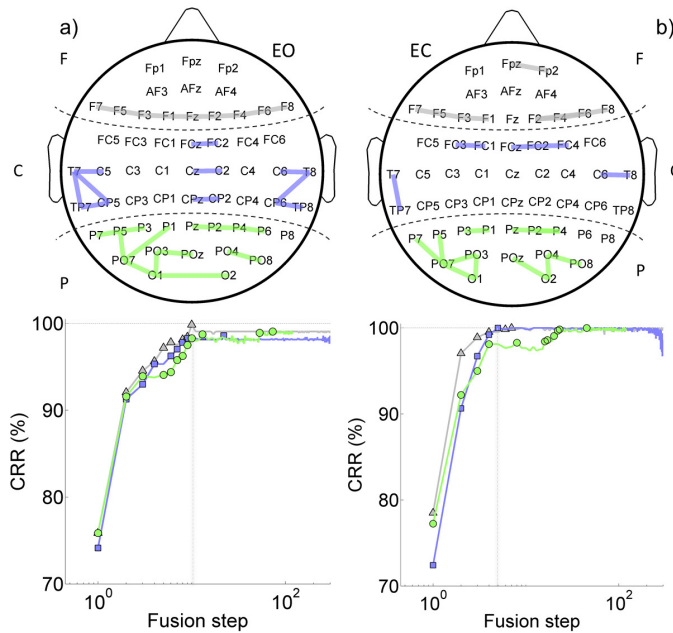 a)
EO
EC
b)
F
Fpz
Fp1 Fp2
AF3 AFz AF4
F7 F5 F3 F1 Fz F2 F4 F6 F8
FC5 FC3 FC1 FCz FC2 FC4 FC6
C
T7 C5 C3 C1 Cz C2 C4 C6 T8
TP7 CP5 CP3 CP1 CPz CP2 CP4 CP6 TP8
P7 P5 P3 P1 Pz P2 P4 P6 P8
PO7 PO3 POz PO4 PO8
P
O1 O2
F
Fpz
Fp1 Fp2
AF3 AFz AF4
F7 F5 F3 F1 Fz F2 F4 F6 F8
FC5 FC3 FC1 FCz FC2 FC4 FC6
T7 C5 C3 C1 Cz C2 C4 C6 T8
TP7 CP5 CP3 CP1 CPz CP2 CP4 CP6 TP8
P7 P5 P3 P1 Pz P2 P4 P6 P8
PO7 PO3 POz PO4 PO8
P
O1 O2
100
90
80
70
CRR (%)
10^0 10^2
Fusion step
100
90
80
70
CRR (%)
10^0 10^2
Fusion step